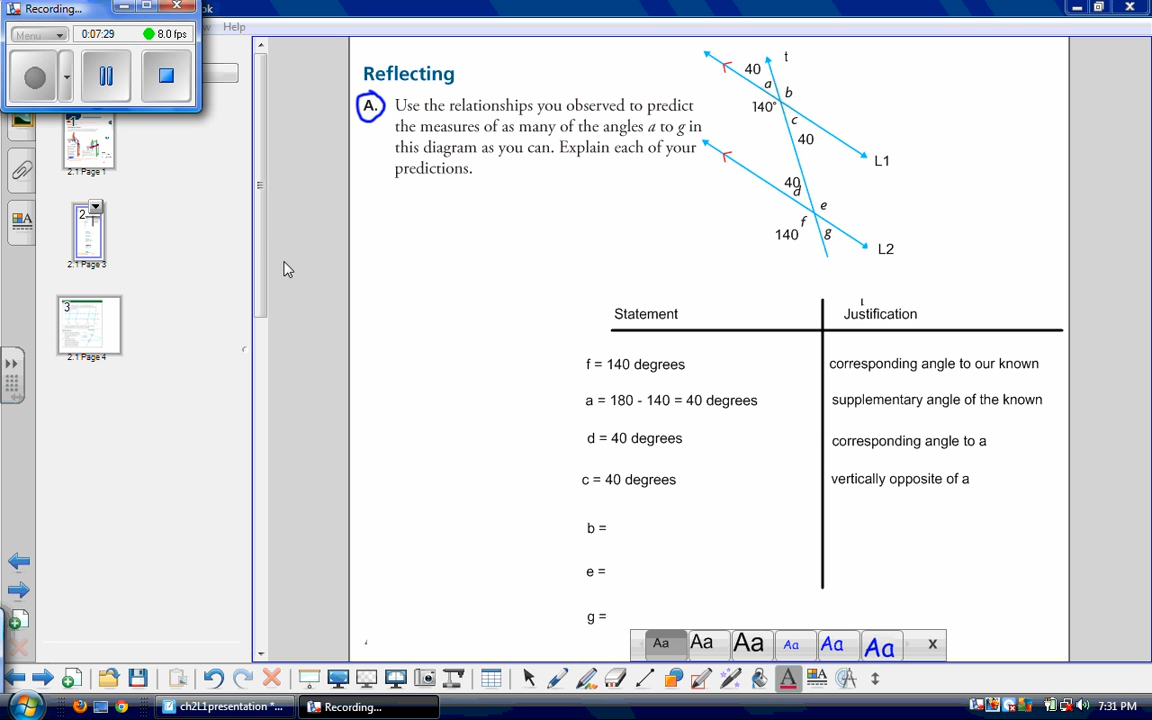 Recording...
ok
Menu
0:07:29
8.0 fps
w Help
1
2.1 Page 1
2
2.1 Page 3
3
2.1 Page 4
Reflecting
A. Use the relationships you observed to predict
the measures of as many of the angles a to g in
this diagram as you can. Explain each of your
predictions.
t
40
a
b
140°
c
40
L1
40
d
e
f
140
g
L2
Statement
Justification
f = 140 degrees
corresponding angle to our known
a = 180 - 140 = 40 degrees
supplementary angle of the known
d = 40 degrees
corresponding angle to a
c = 40 degrees
vertically opposite of a
b =
e =
g =
Aa Aa Aa Aa Aa Aa x
ch2L1presentation *...
Recording...
7:31 PM